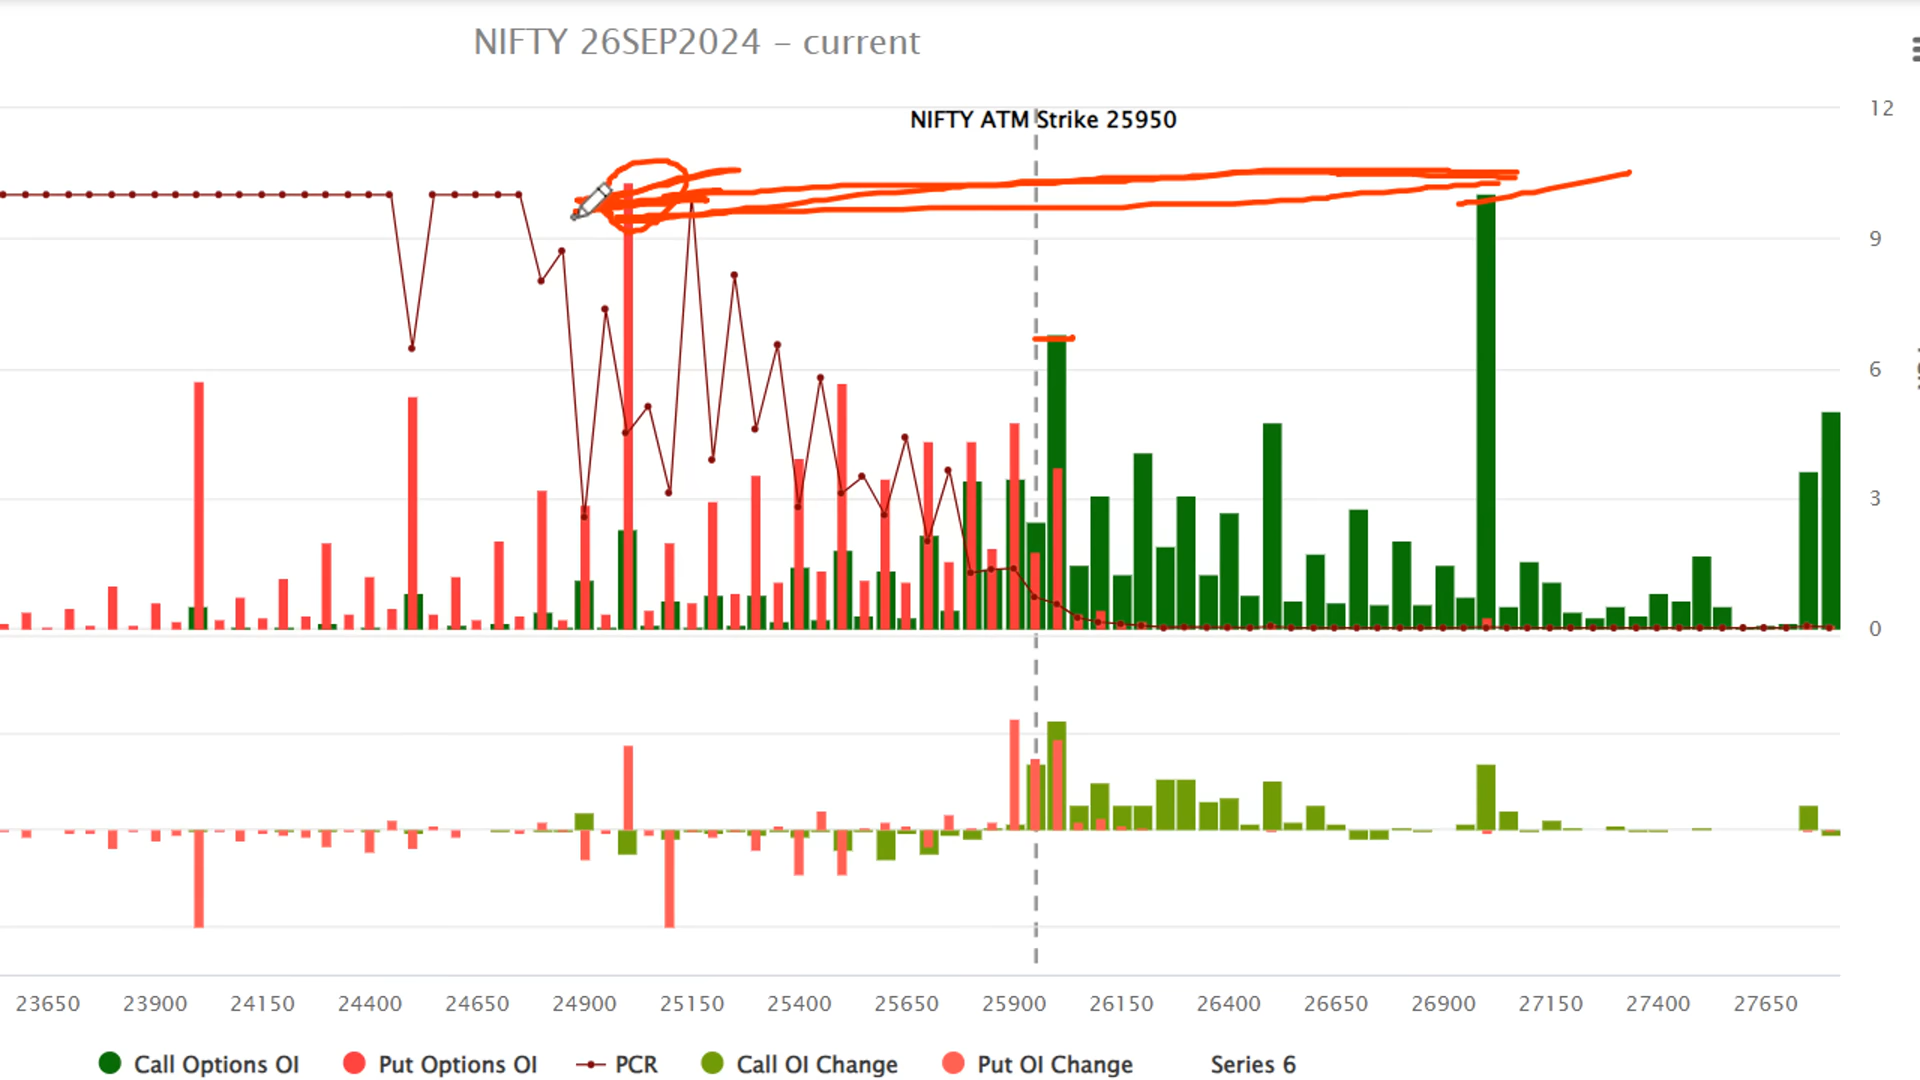 NIFTY 26SEP2024 – current
NIFTY ATM Strike 25950
12
9
6
3
0
23650 23900 24150 24400 24650 24900 25150 25400 25650 25900 26150 26400 26650 26900 27150 27400 27650
Call Options OI Put Options OI PCR Call OI Change Put OI Change Series 6